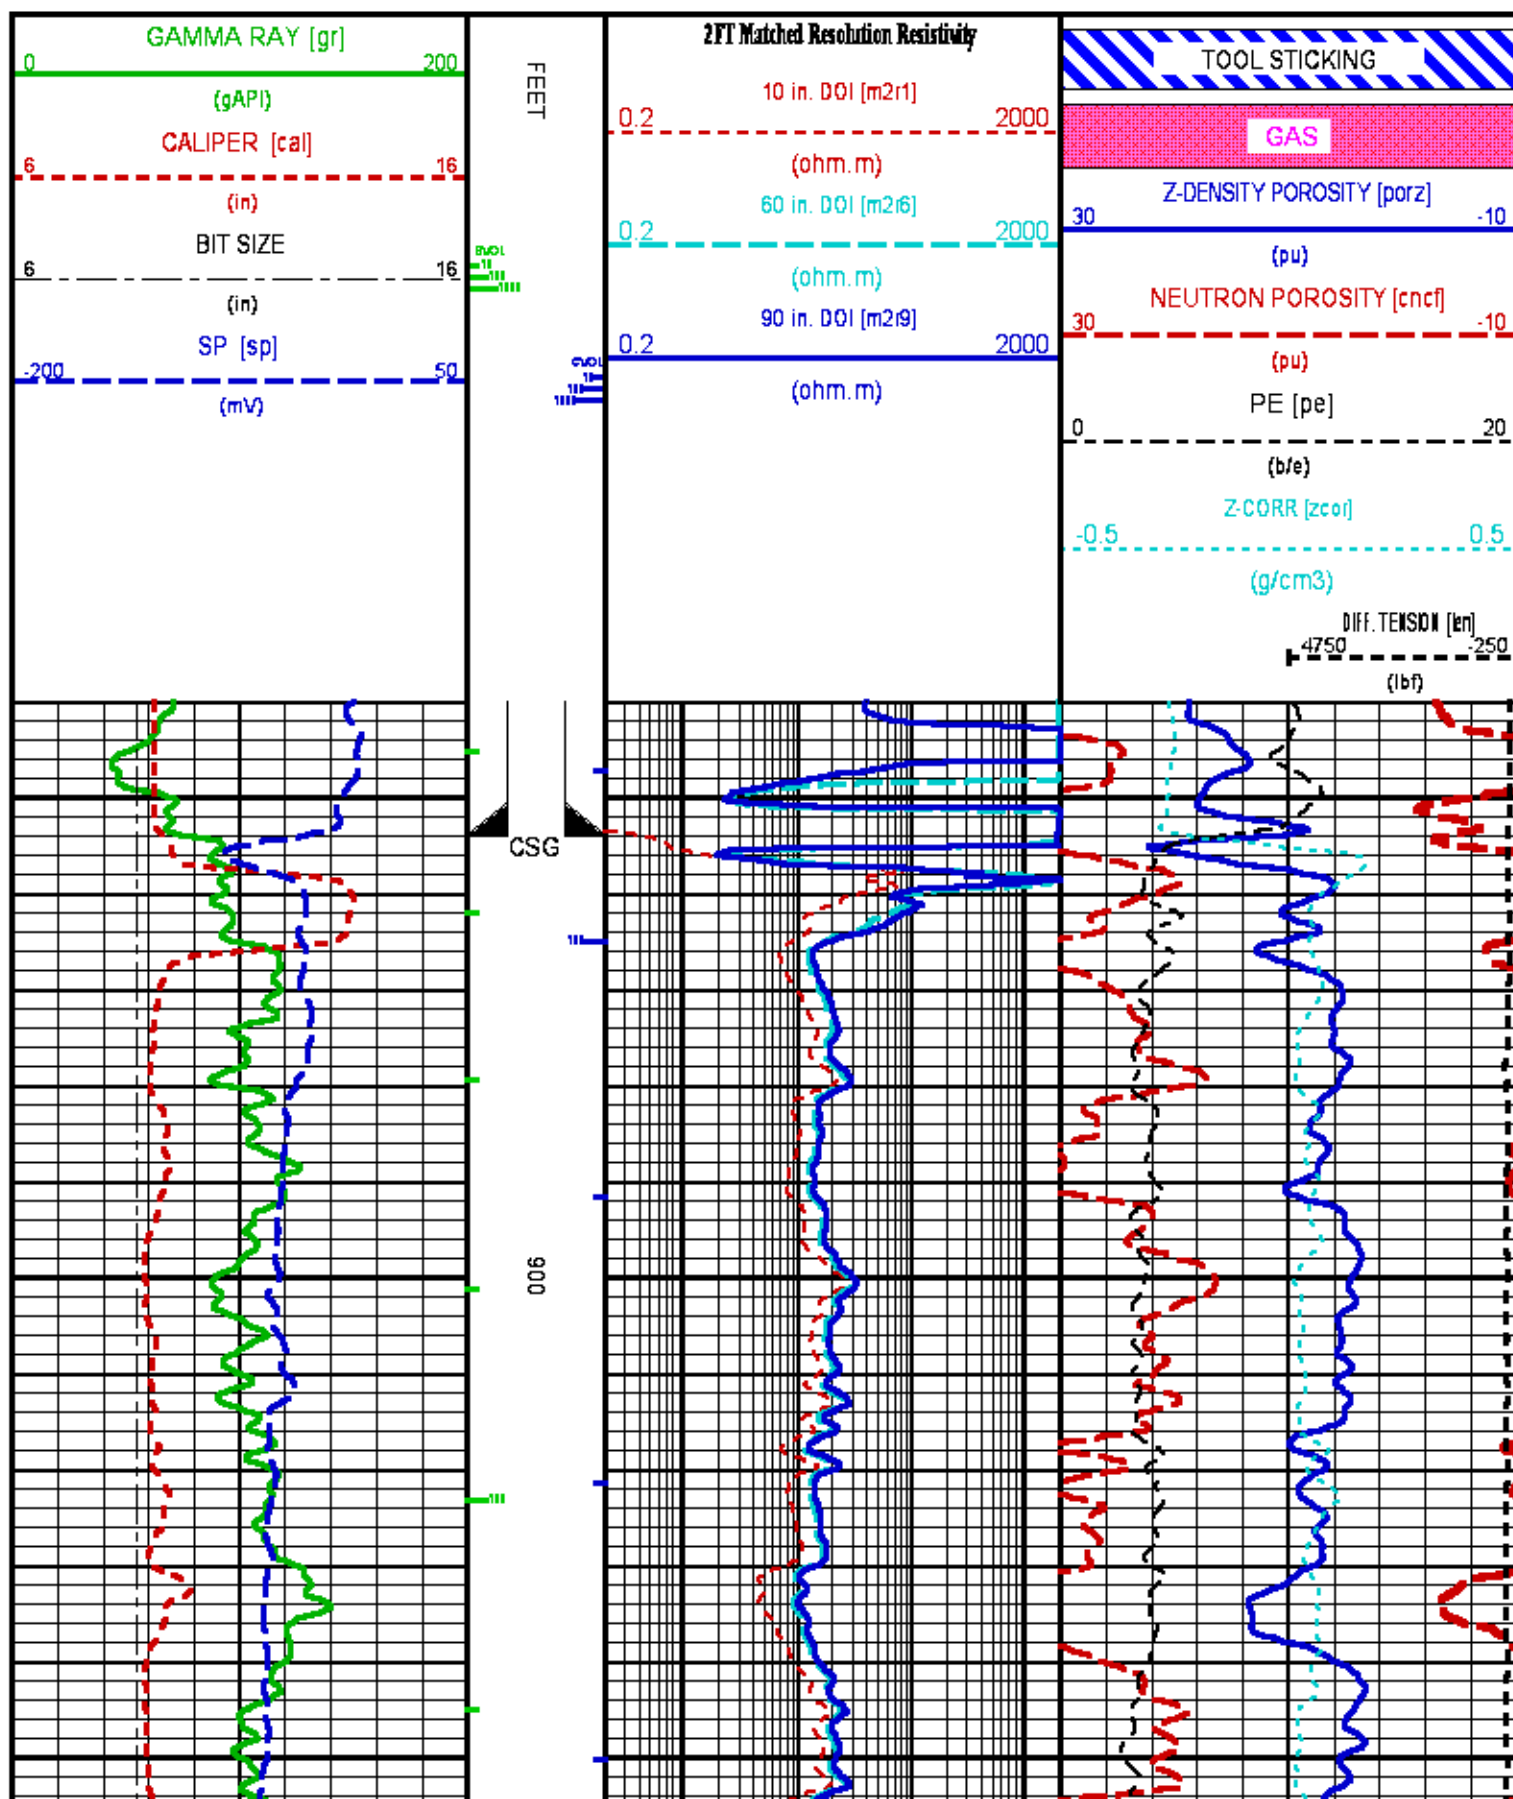 GAMMA RAY [gr]
0 200
(gAPI)
CALIPER [cal]
6 16
(in)
BIT SIZE
6 16
(in)
SP [sp]
-200 50
(mV)
FEET
2FT Matched Resolution Resistivity
10 in. DOI [m2r1]
0.2 2000
(ohm.m)
60 in. DOI [m2r6]
0.2 2000
(ohm.m)
90 in. DOI [m2r9]
0.2 2000
(ohm.m)
TOOL STICKING
GAS
Z-DENSITY POROSITY [porz]
30 -10
(pu)
NEUTRON POROSITY [cncf]
30 -10
(pu)
PE [pe]
0 20
(b/e)
Z-CORR [zcor]
-0.5 0.5
(g/cm3)
DIFF. TENSION [ten]
4750 -250
(lbf)
CSG
900